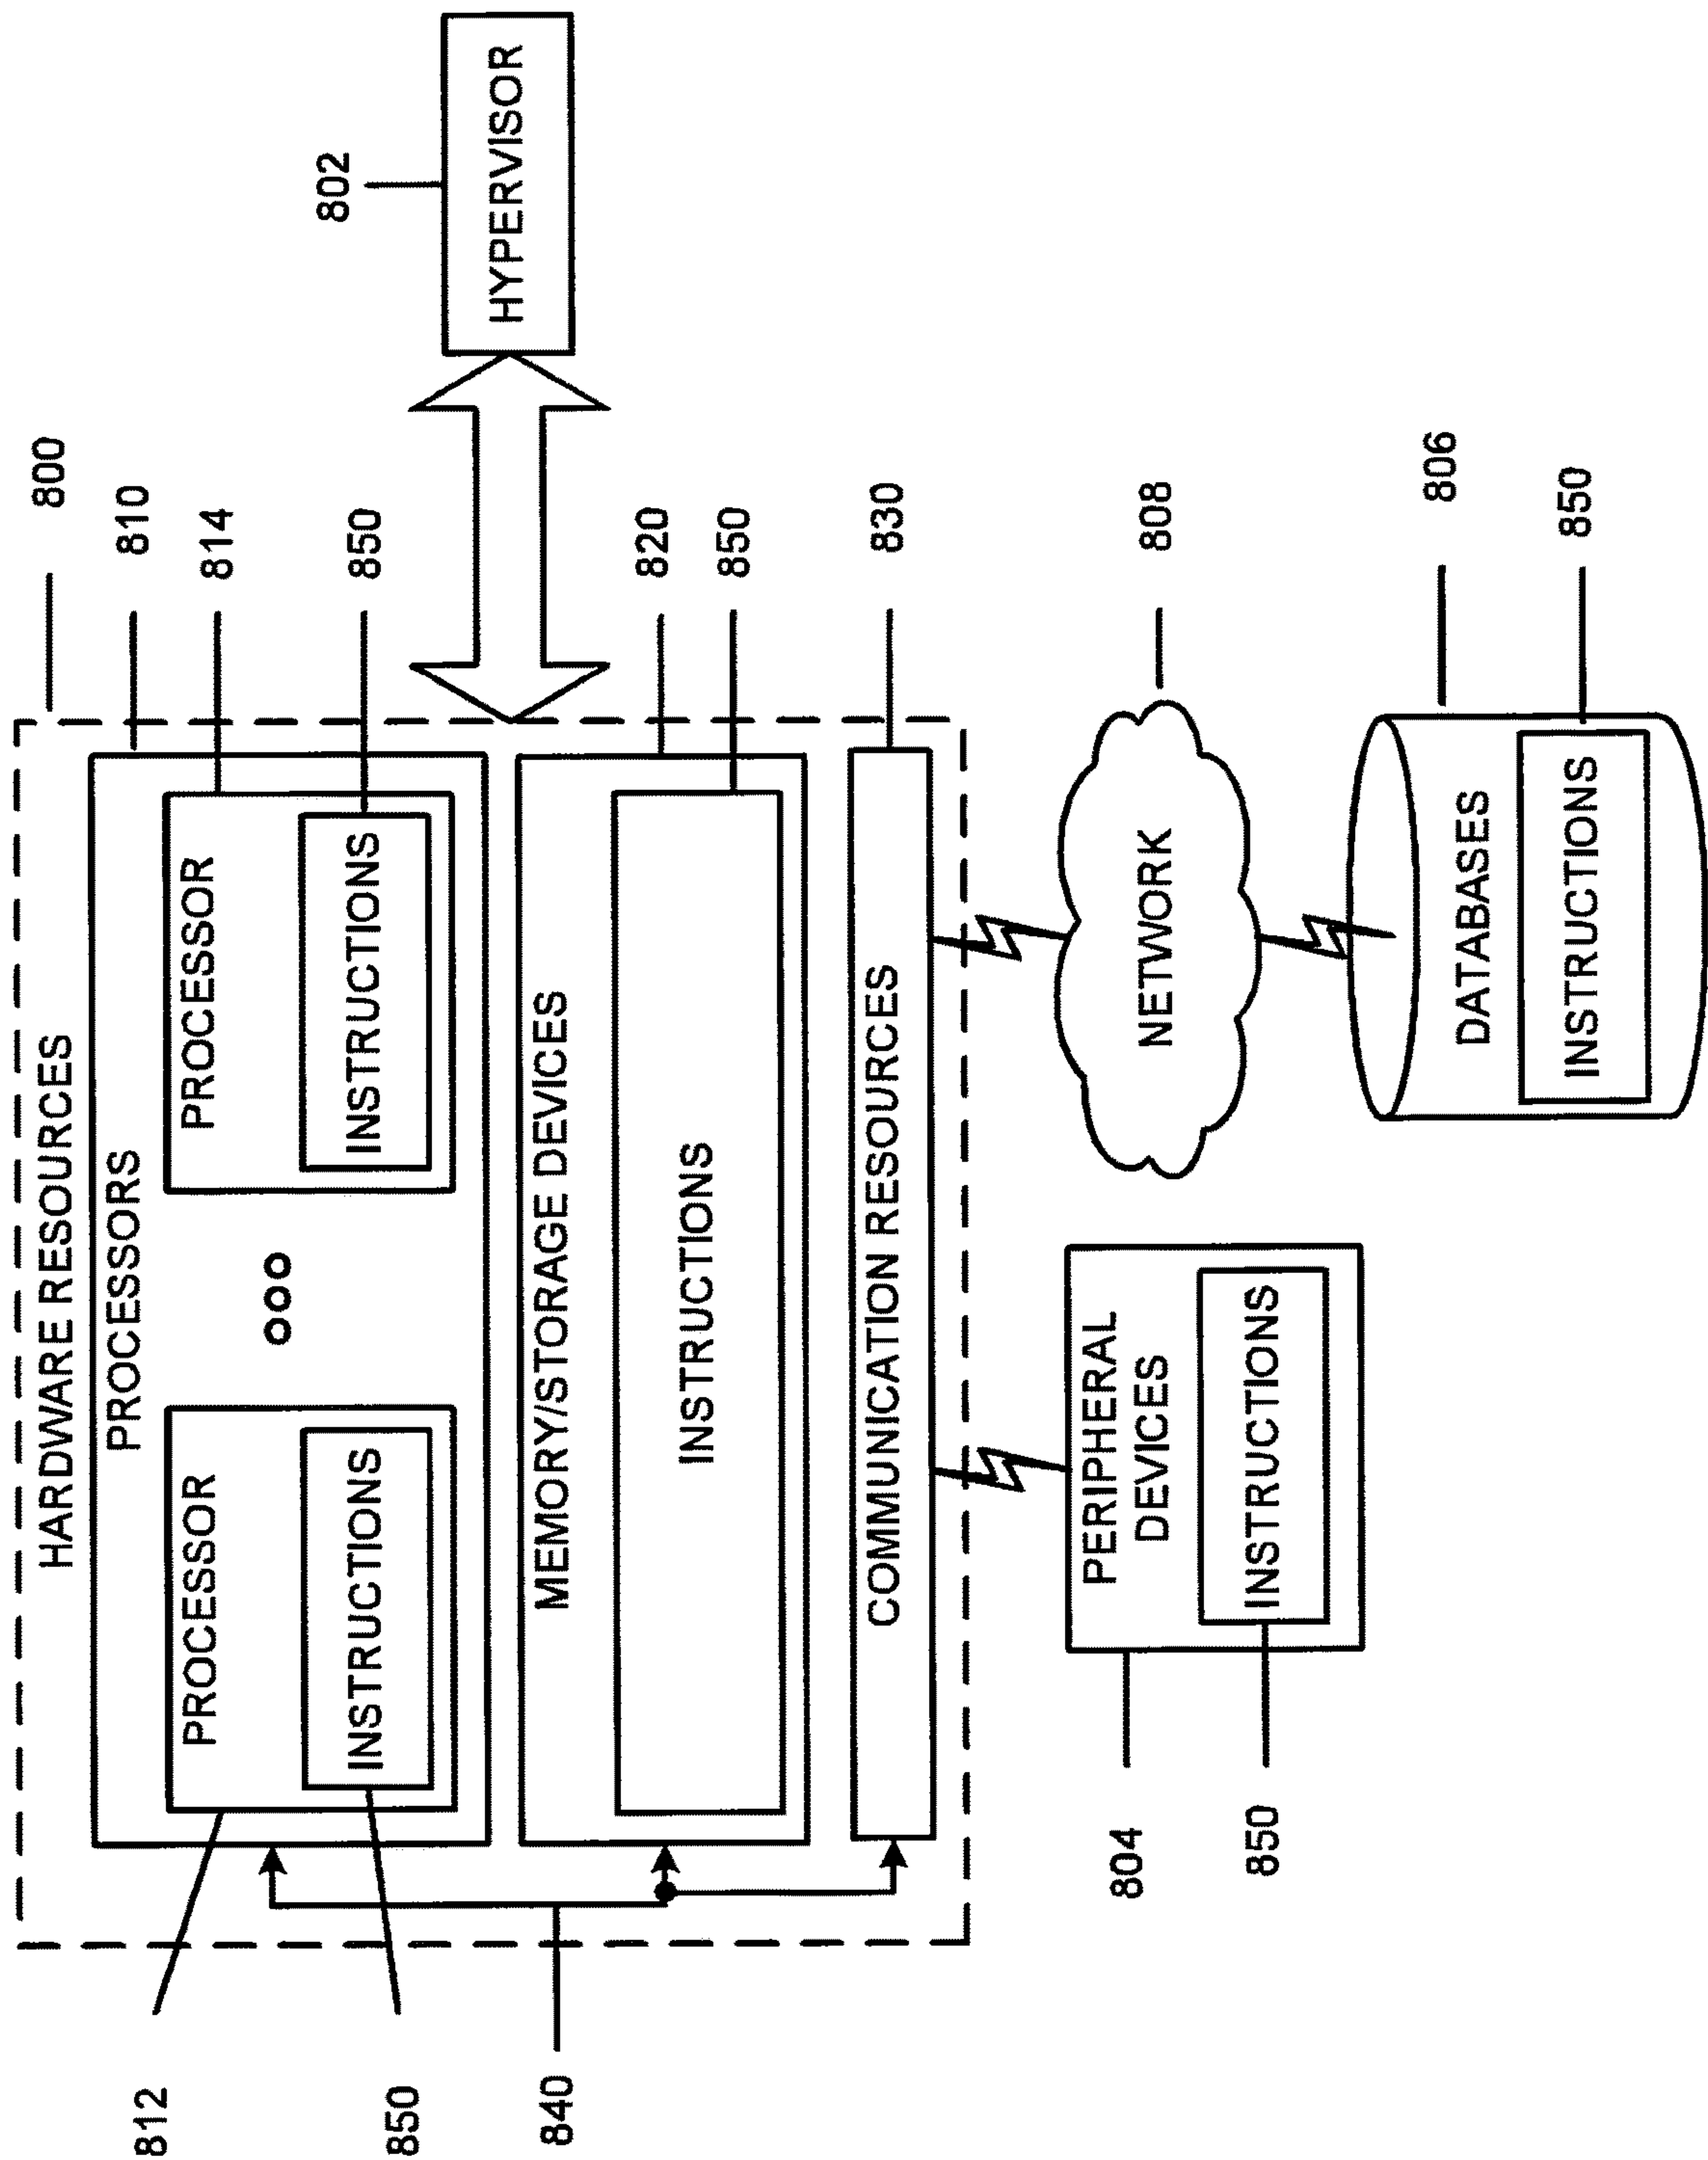 HARDWARE RESOURCES
800
PROCESSORS
810
PROCESSOR
INSTRUCTIONS
812
850
PROCESSOR
INSTRUCTIONS
814
850
802
HYPERVISOR
MEMORY/STORAGE DEVICES
820
INSTRUCTIONS
850
840
COMMUNICATION RESOURCES
830
PERIPHERAL
DEVICES
INSTRUCTIONS
804
850
NETWORK
808
DATABASES
806
INSTRUCTIONS
850